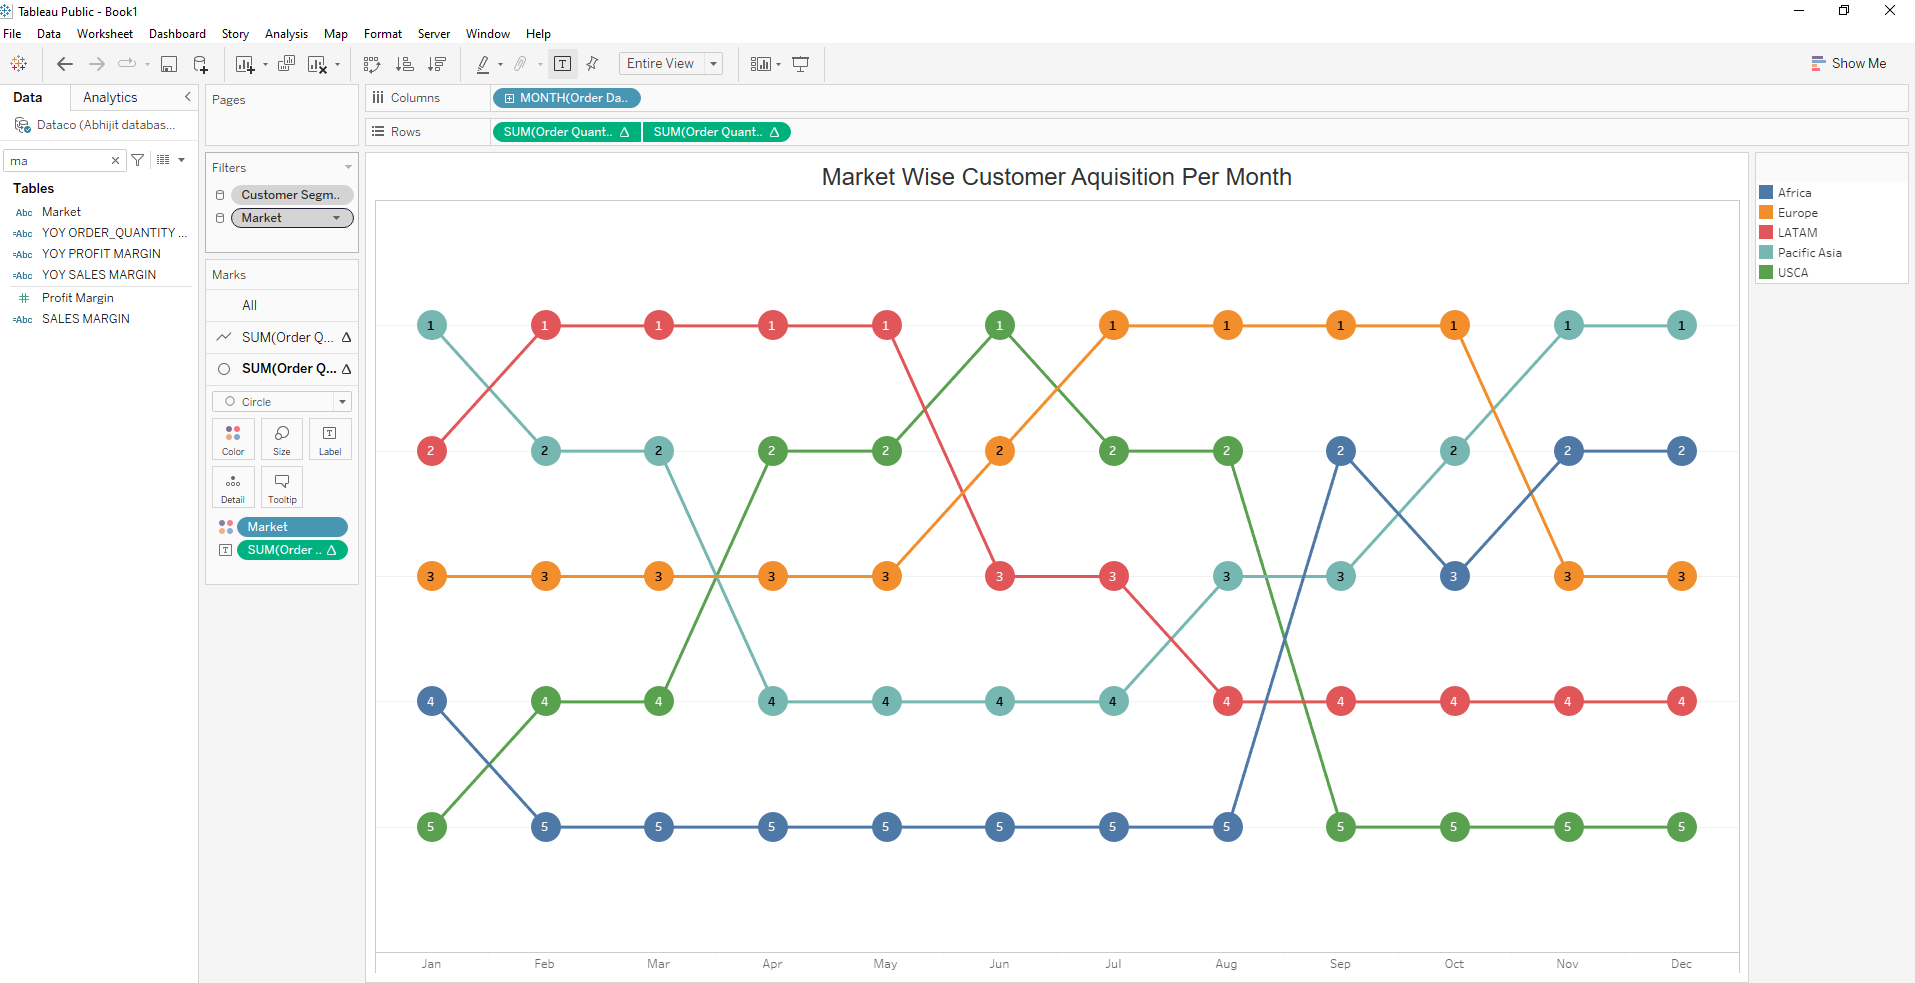 Tableau Public - Book1
File Data Worksheet Dashboard Story Analysis Map Format Server Window Help
Entire View
Show Me
Data Analytics
Dataco (Abhijit databas...
ma
Tables
Abc Market
=Abc YOY ORDER_QUANTITY ...
=Abc YOY PROFIT MARGIN
=Abc YOY SALES MARGIN
# Profit Margin
=Abc SALES MARGIN
Pages
Filters
Customer Segm..
Market
Marks
All
SUM(Order Q... Δ
SUM(Order Q... Δ
Circle
Color Size Label
Detail Tooltip
Market
SUM(Order .. Δ
Columns MONTH(Order Da..
Rows SUM(Order Quant.. Δ SUM(Order Quant.. Δ
Market Wise Customer Aquisition Per Month
1 1 1 1 1 1 1 1 1 1 1 1
2 2 2 2 2 2 2 2 2 2 2 2
3 3 3 3 3 3 3 3 3 3 3 3
4 4 4 4 4 4 4 4 4 4 4 4
5 5 5 5 5 5 5 5 5 5 5 5
Jan Feb Mar Apr May Jun Jul Aug Sep Oct Nov Dec
Africa
Europe
LATAM
Pacific Asia
USCA